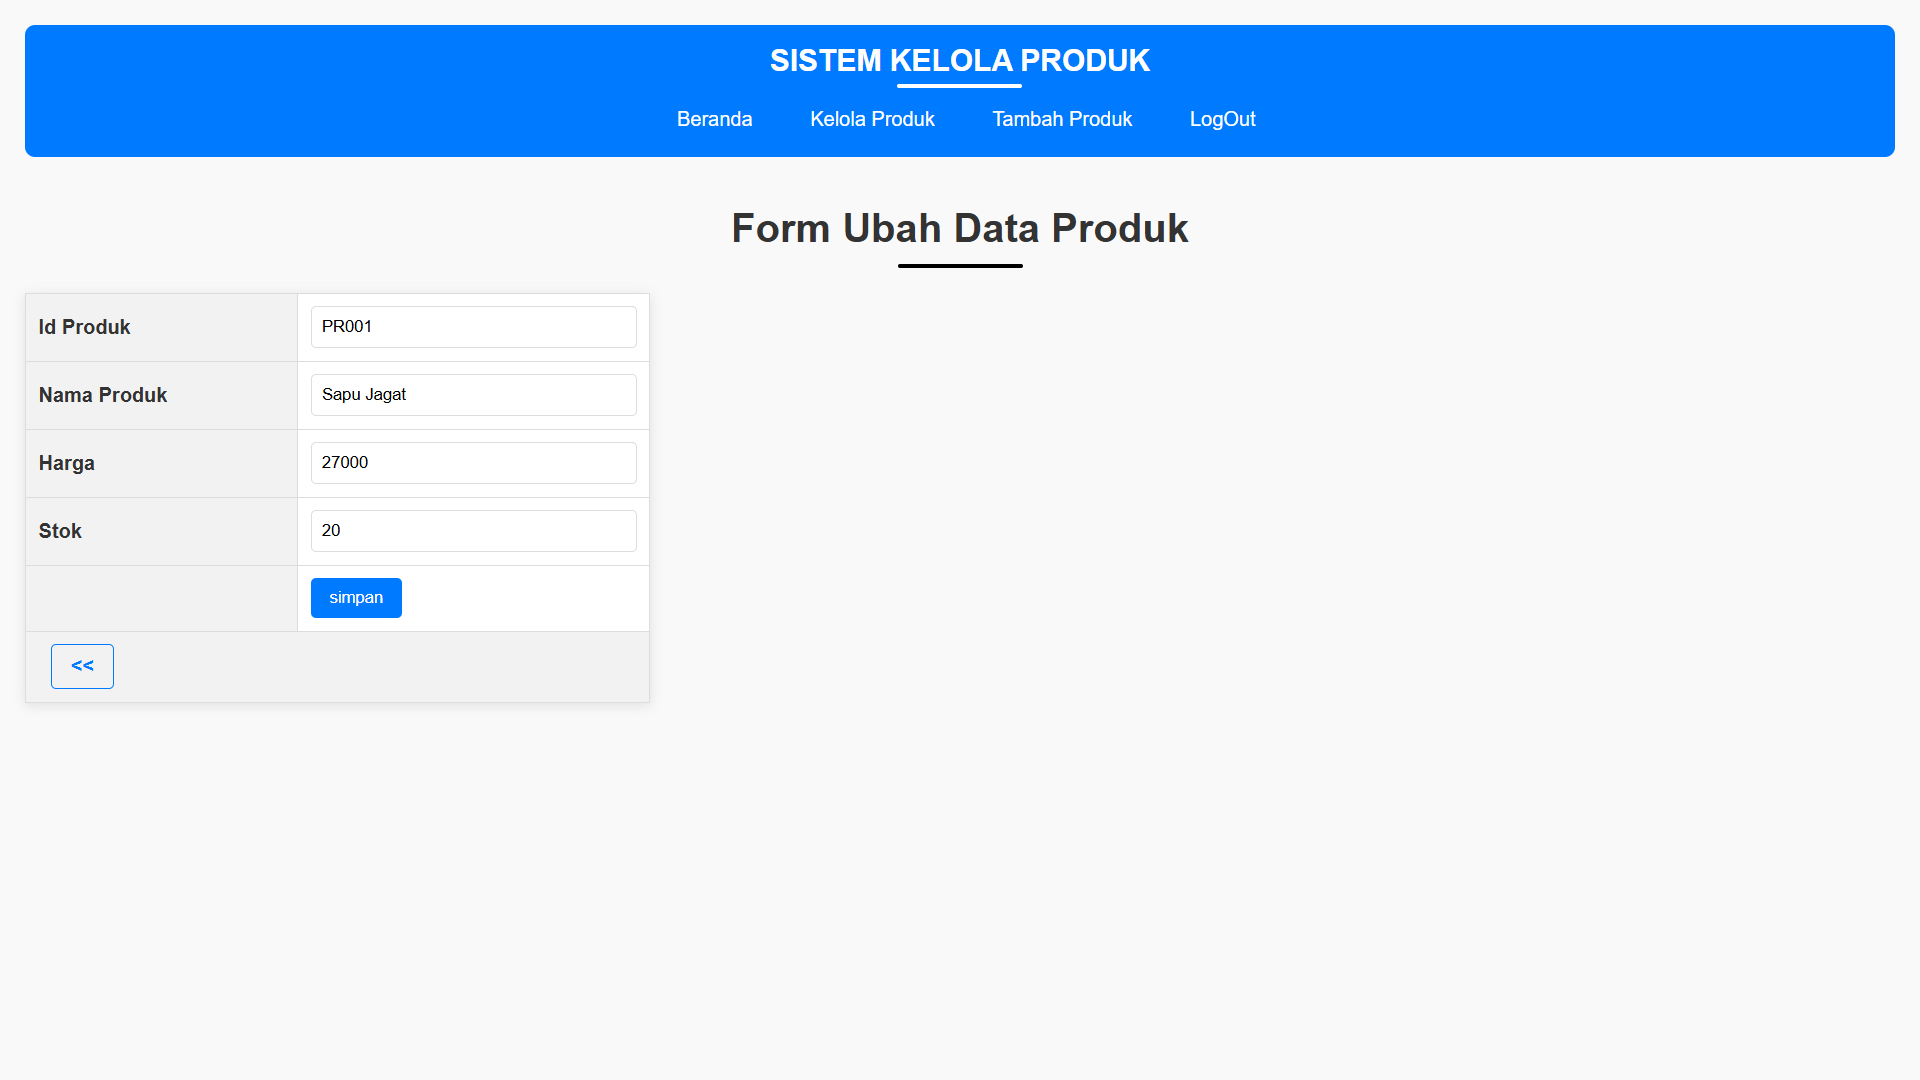 SISTEM KELOLA PRODUK
Beranda Kelola Produk Tambah Produk LogOut
Form Ubah Data Produk
Id Produk PR001
Nama Produk Sapu Jagat
Harga 27000
Stok 20
simpan
<<